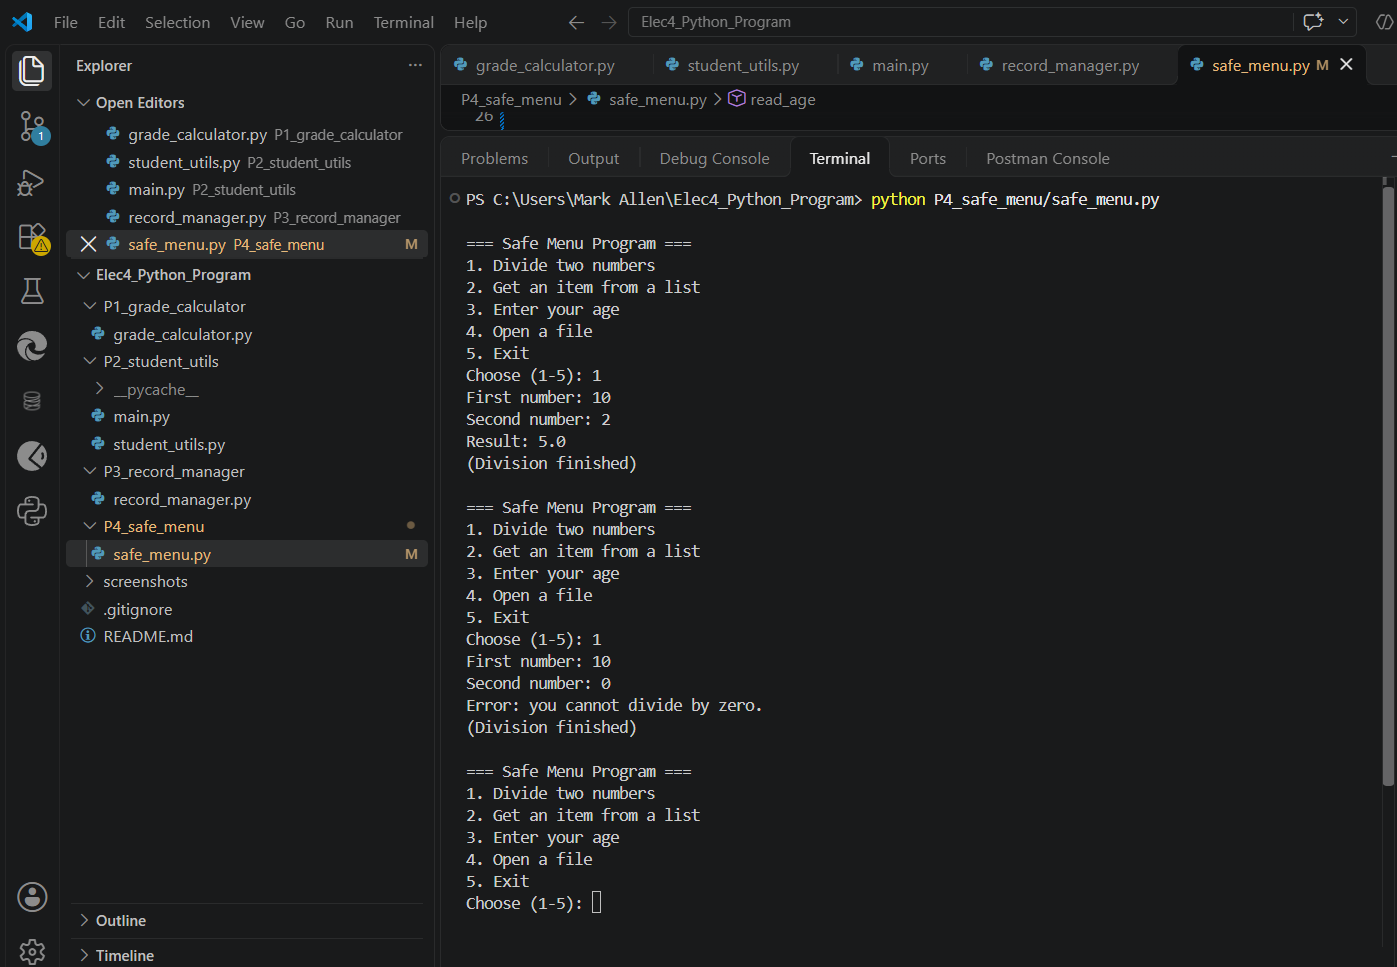 File Edit Selection View Go Run Terminal Help
Elec4_Python_Program
Explorer
Open Editors
grade_calculator.py P1_grade_calculator
student_utils.py P2_student_utils
main.py P2_student_utils
record_manager.py P3_record_manager
safe_menu.py P4_safe_menu M
Elec4_Python_Program
P1_grade_calculator
grade_calculator.py
P2_student_utils
__pycache__
main.py
student_utils.py
P3_record_manager
record_manager.py
P4_safe_menu
safe_menu.py M
screenshots
.gitignore
README.md
Outline
Timeline
1
grade_calculator.py student_utils.py main.py record_manager.py safe_menu.py M
P4_safe_menu > safe_menu.py > read_age
26
Problems Output Debug Console Terminal Ports Postman Console
PS C:\Users\Mark Allen\Elec4_Python_Program> python P4_safe_menu/safe_menu.py
=== Safe Menu Program ===
1. Divide two numbers
2. Get an item from a list
3. Enter your age
4. Open a file
5. Exit
Choose (1-5): 1
First number: 10
Second number: 2
Result: 5.0
(Division finished)
=== Safe Menu Program ===
1. Divide two numbers
2. Get an item from a list
3. Enter your age
4. Open a file
5. Exit
Choose (1-5): 1
First number: 10
Second number: 0
Error: you cannot divide by zero.
(Division finished)
=== Safe Menu Program ===
1. Divide two numbers
2. Get an item from a list
3. Enter your age
4. Open a file
5. Exit
Choose (1-5):